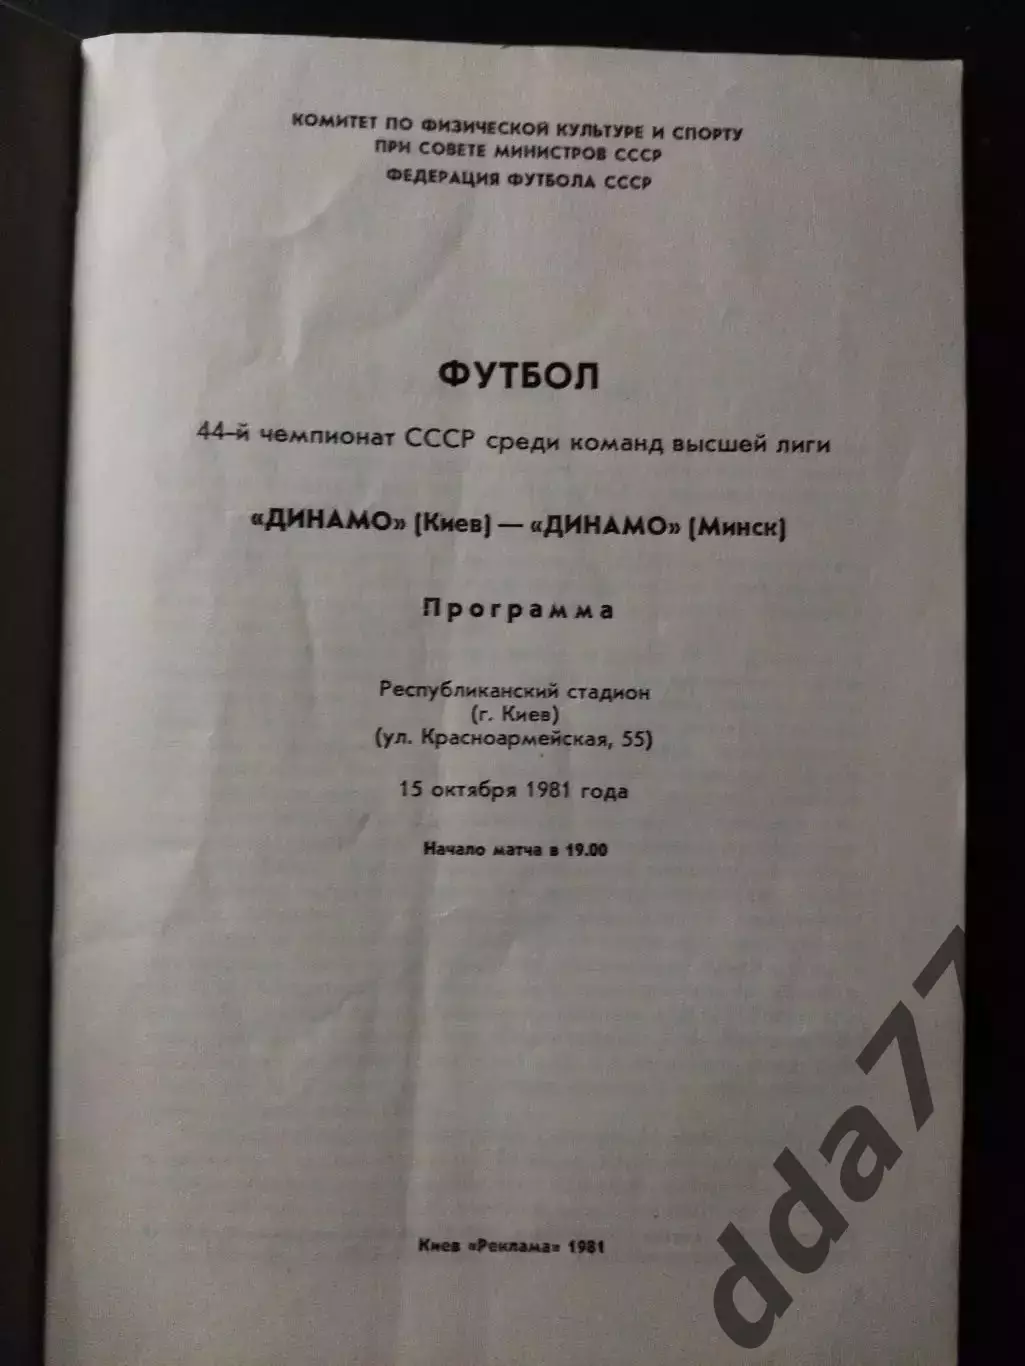 КОМИТЕТ ПО ФИЗИЧЕСКОЙ КУЛЬТУРЕ И СПОРТУ
ПРИ СОВЕТЕ МИНИСТРОВ СССР
ФЕДЕРАЦИЯ ФУТБОЛА СССР
ФУТБОЛ
44-й чемпионат СССР среди команд высшей лиги
«ДИНАМО» (Киев) — «ДИНАМО» (Минск)
Программа
Республиканский стадион
(г. Киев)
(ул. Красноармейская, 55)
15 октября 1981 года
Начало матча в 19.00
Киев «Реклама» 1981
dda77